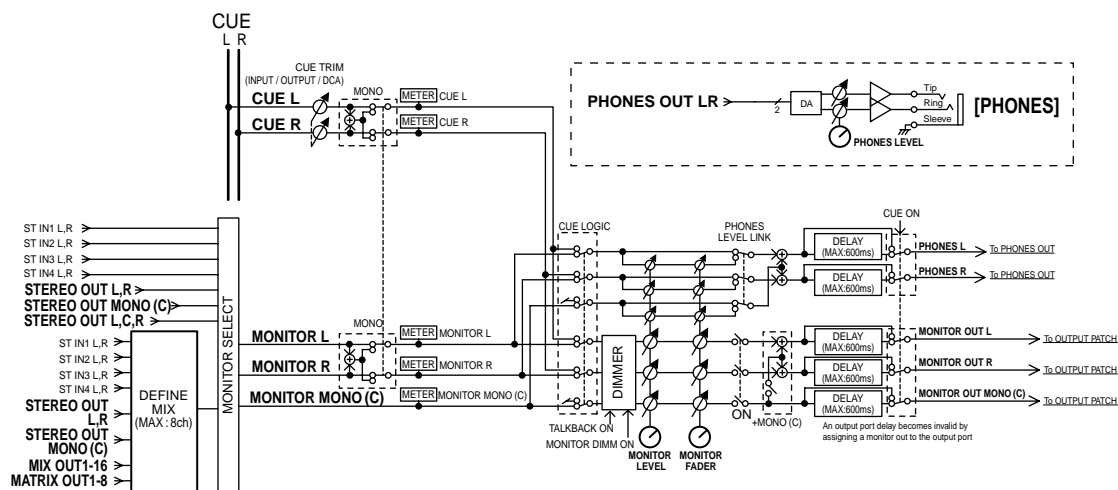 CUE
L R
CUE TRIM
(INPUT / OUTPUT / DCA)
MONO
CUE L
METER CUE L
CUE R
METER CUE R
PHONES OUT LR
2
DA
Tip
Ring
Sleeve
[PHONES]
PHONES LEVEL
ST IN1 L,R
ST IN2 L,R
ST IN3 L,R
ST IN4 L,R
STEREO OUT L,R
STEREO OUT MONO (C)
STEREO OUT L,C,R
ST IN1 L,R
ST IN2 L,R
ST IN3 L,R
ST IN4 L,R
STEREO OUT
L,R
STEREO OUT
MONO (C)
MIX OUT1-16
MATRIX OUT1-8
DEFINE
MIX
(MAX : 8ch)
MONITOR SELECT
MONITOR L
MONO
METER MONITOR L
MONITOR R
METER MONITOR R
MONITOR MONO (C)
METER MONITOR MONO (C)
CUE LOGIC
PHONES
LEVEL LINK
CUE ON
DELAY
(MAX:600ms)
PHONES L
To PHONES OUT
DELAY
(MAX:600ms)
PHONES R
To PHONES OUT
DIMMER
TALKBACK ON
MONITOR DIMM ON
MONITOR
LEVEL
MONITOR
FADER
ON
+MONO (C)
DELAY
(MAX:600ms)
MONITOR OUT L
To OUTPUT PATCH
DELAY
(MAX:600ms)
MONITOR OUT R
To OUTPUT PATCH
DELAY
(MAX:600ms)
MONITOR OUT MONO (C)
To OUTPUT PATCH
An output port delay becomes invalid by
assigning a monitor out to the output port